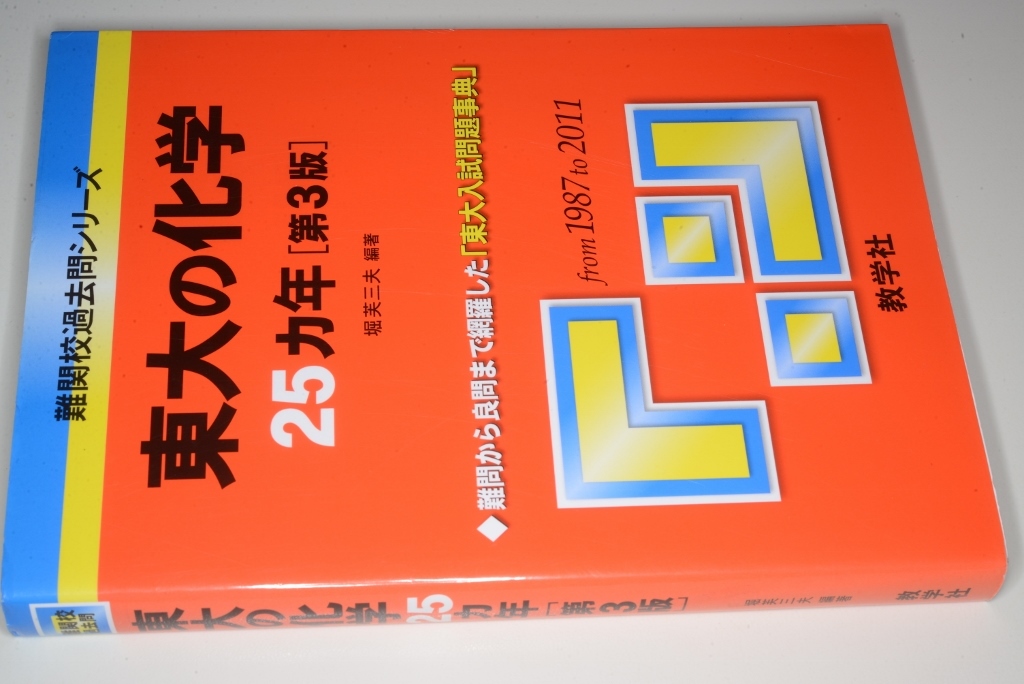 難関校過去問シリーズ
東大の化学
25カ年[第3版]
堀 芙三夫 編著
◆難問から良問まで網羅した「東大入試問題事典」
from 1987 to 2011
教学社
難関校
過去問
東大の化学25カ年[第3版]
堀芙三夫 編著
教学社